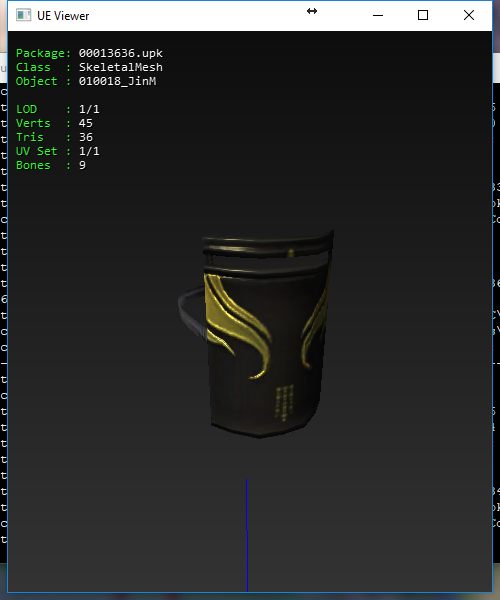 UE Viewer
Package: 00013636.upk
Class : SkeletalMesh
Object : 010018_JinM
LOD : 1/1
Verts : 45
Tris : 36
UV Set : 1/1
Bones : 9